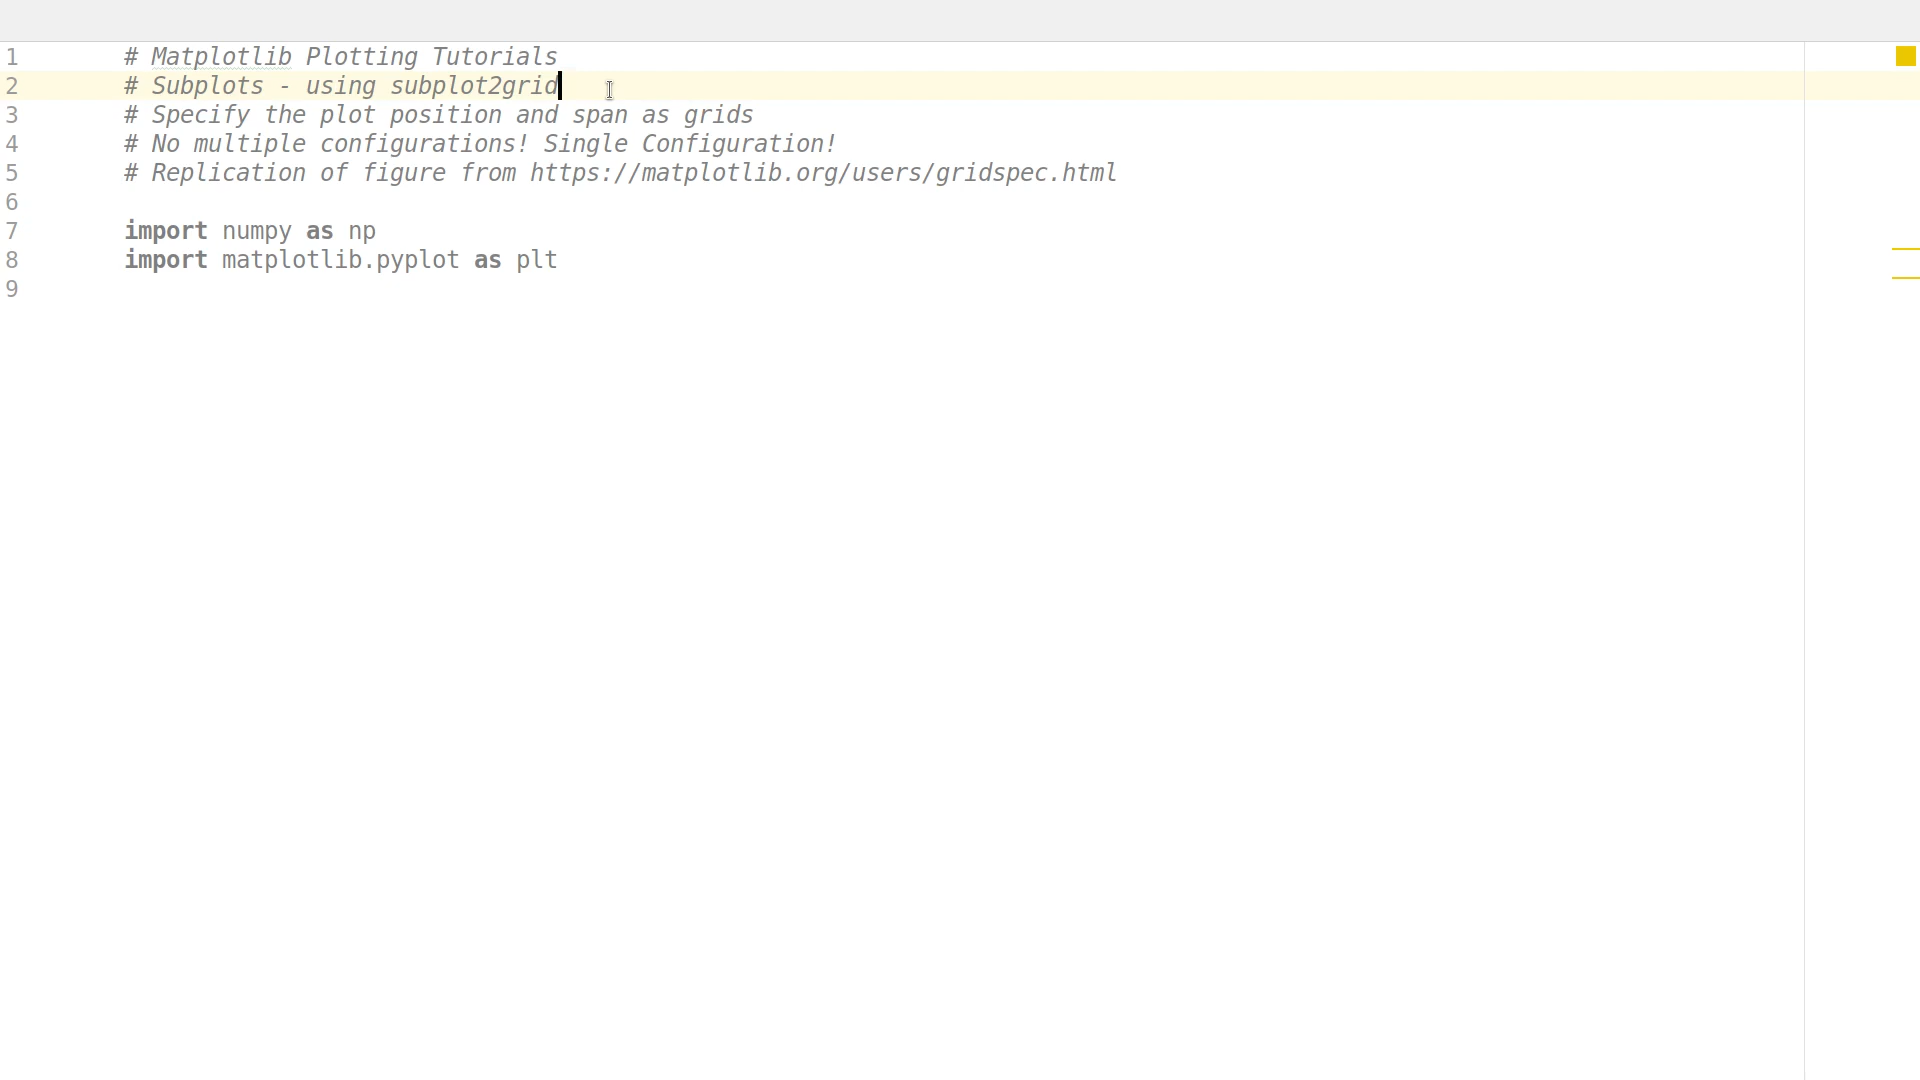 1 # Matplotlib Plotting Tutorials
2 # Subplots - using subplot2grid
3 # Specify the plot position and span as grids
4 # No multiple configurations! Single Configuration!
5 # Replication of figure from https://matplotlib.org/users/gridspec.html
6
7 import numpy as np
8 import matplotlib.pyplot as plt
9